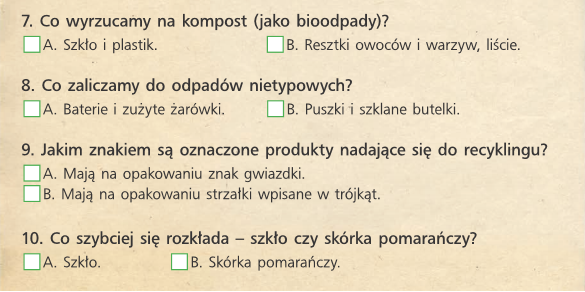 7. Co wyrzucamy na kompost (jako bioodpady)?
A. Szkło i plastik. B. Resztki owoców i warzyw, liście.
8. Co zaliczamy do odpadów nietypowych?
A. Baterie i zużyte żarówki. B. Puszki i szklane butelki.
9. Jakim znakiem są oznaczone produkty nadające się do recyklingu?
A. Mają na opakowaniu znak gwiazdki.
B. Mają na opakowaniu strzałki wpisane w trójkąt.
10. Co szybciej się rozkłada – szkło czy skórka pomarańczy?
A. Szkło. B. Skórka pomarańczy.